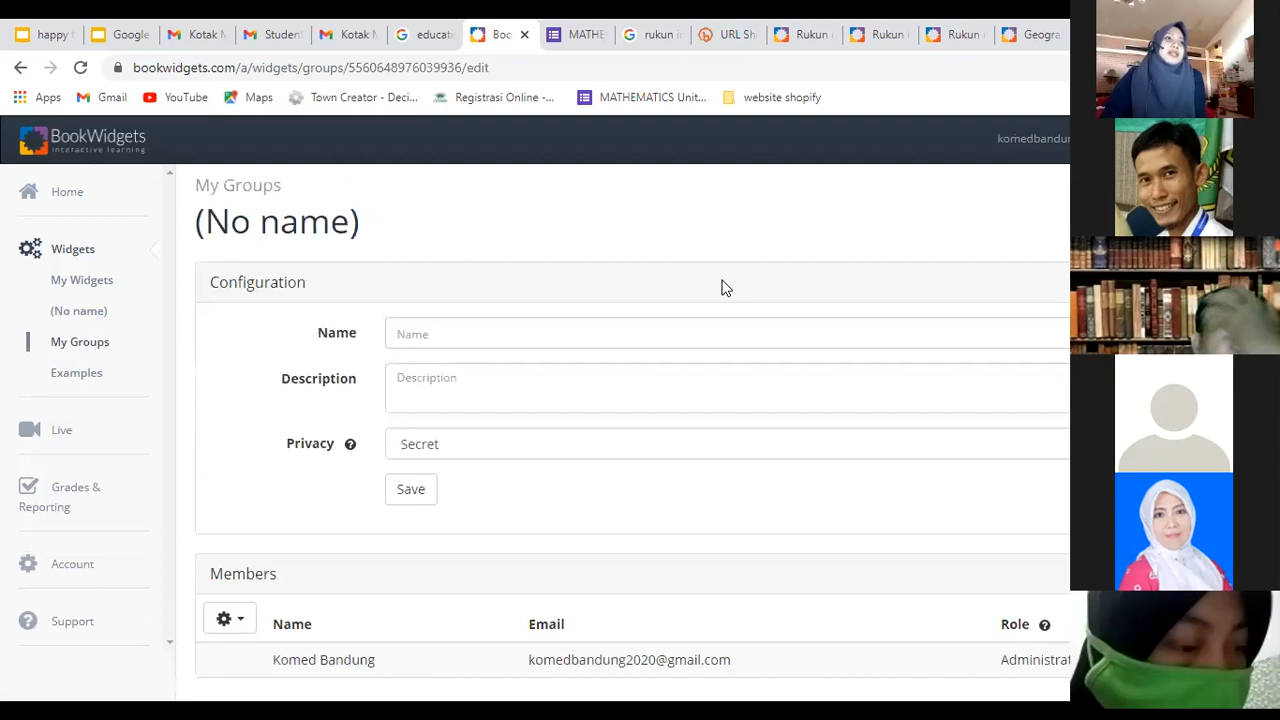 happy t
Google
Kotak M
Studen
Kotak M
educat
Boo
MATHE
rukun i
URL Sh
Rukun
Rukun
Rukun
Geogra
bookwidgets.com/a/widgets/groups/5560648976039936/edit
Apps
Gmail
YouTube
Maps
Town Creator - Deci...
Registrasi Online -...
MATHEMATICS Unit...
website shopify
BookWidgets
interactive learning
komedbandun
Home
Widgets
My Widgets
(No name)
My Groups
Examples
Live
Grades &
Reporting
Account
Support
My Groups
(No name)
Configuration
Name
Name
Description
Description
Privacy ?
Secret
Save
Members
Name Email Role ?
Komed Bandung komedbandung2020@gmail.com Administrat